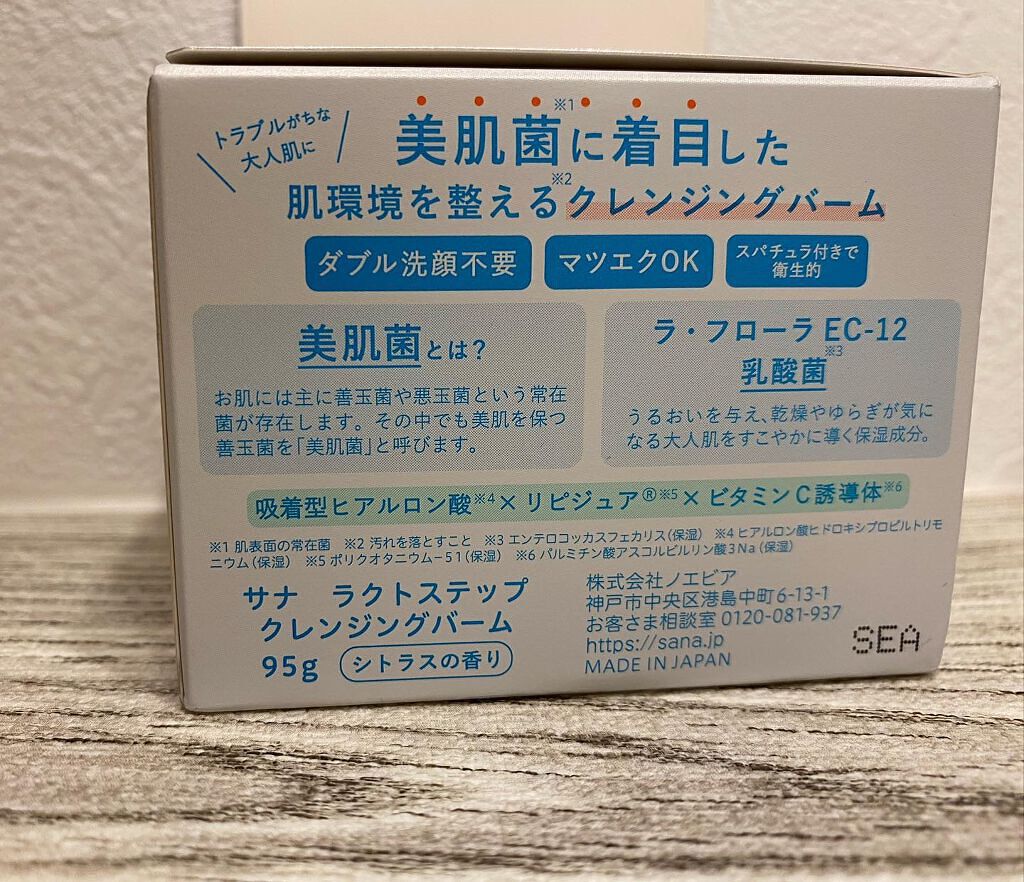 トラブルがちな
大人肌に
美肌菌※1に着目した
肌環境を整える※2クレンジングバーム
ダブル洗顔不要
マツエクOK
スパチュラ付きで
衛生的
美肌菌とは?
お肌には主に善玉菌や悪玉菌という常在
菌が存在します。その中でも美肌を保つ
善玉菌を「美肌菌」と呼びます。
ラ・フローラ EC-12
乳酸菌※3
うるおいを与え、乾燥やゆらぎが気に
なる大人肌をすこやかに導く保湿成分。
吸着型ヒアルロン酸※4×リピジュア®※5×ビタミンC誘導体※6
※1 肌表面の常在菌 ※2 汚れを落とすこと ※3 エンテロコッカスフェカリス(保湿) ※4 ヒアルロン酸ヒドロキシプロピルトリモ
ニウム(保湿) ※5 ポリクオタニウム-51(保湿) ※6 パルミチン酸アスコルビルリン酸3Na(保湿)
サナ ラクトステップ
クレンジングバーム
95g シトラスの香り
株式会社ノエビア
神戸市中央区港島中町6-13-1
お客さま相談室 0120-081-937
https://sana.jp
MADE IN JAPAN
SEA